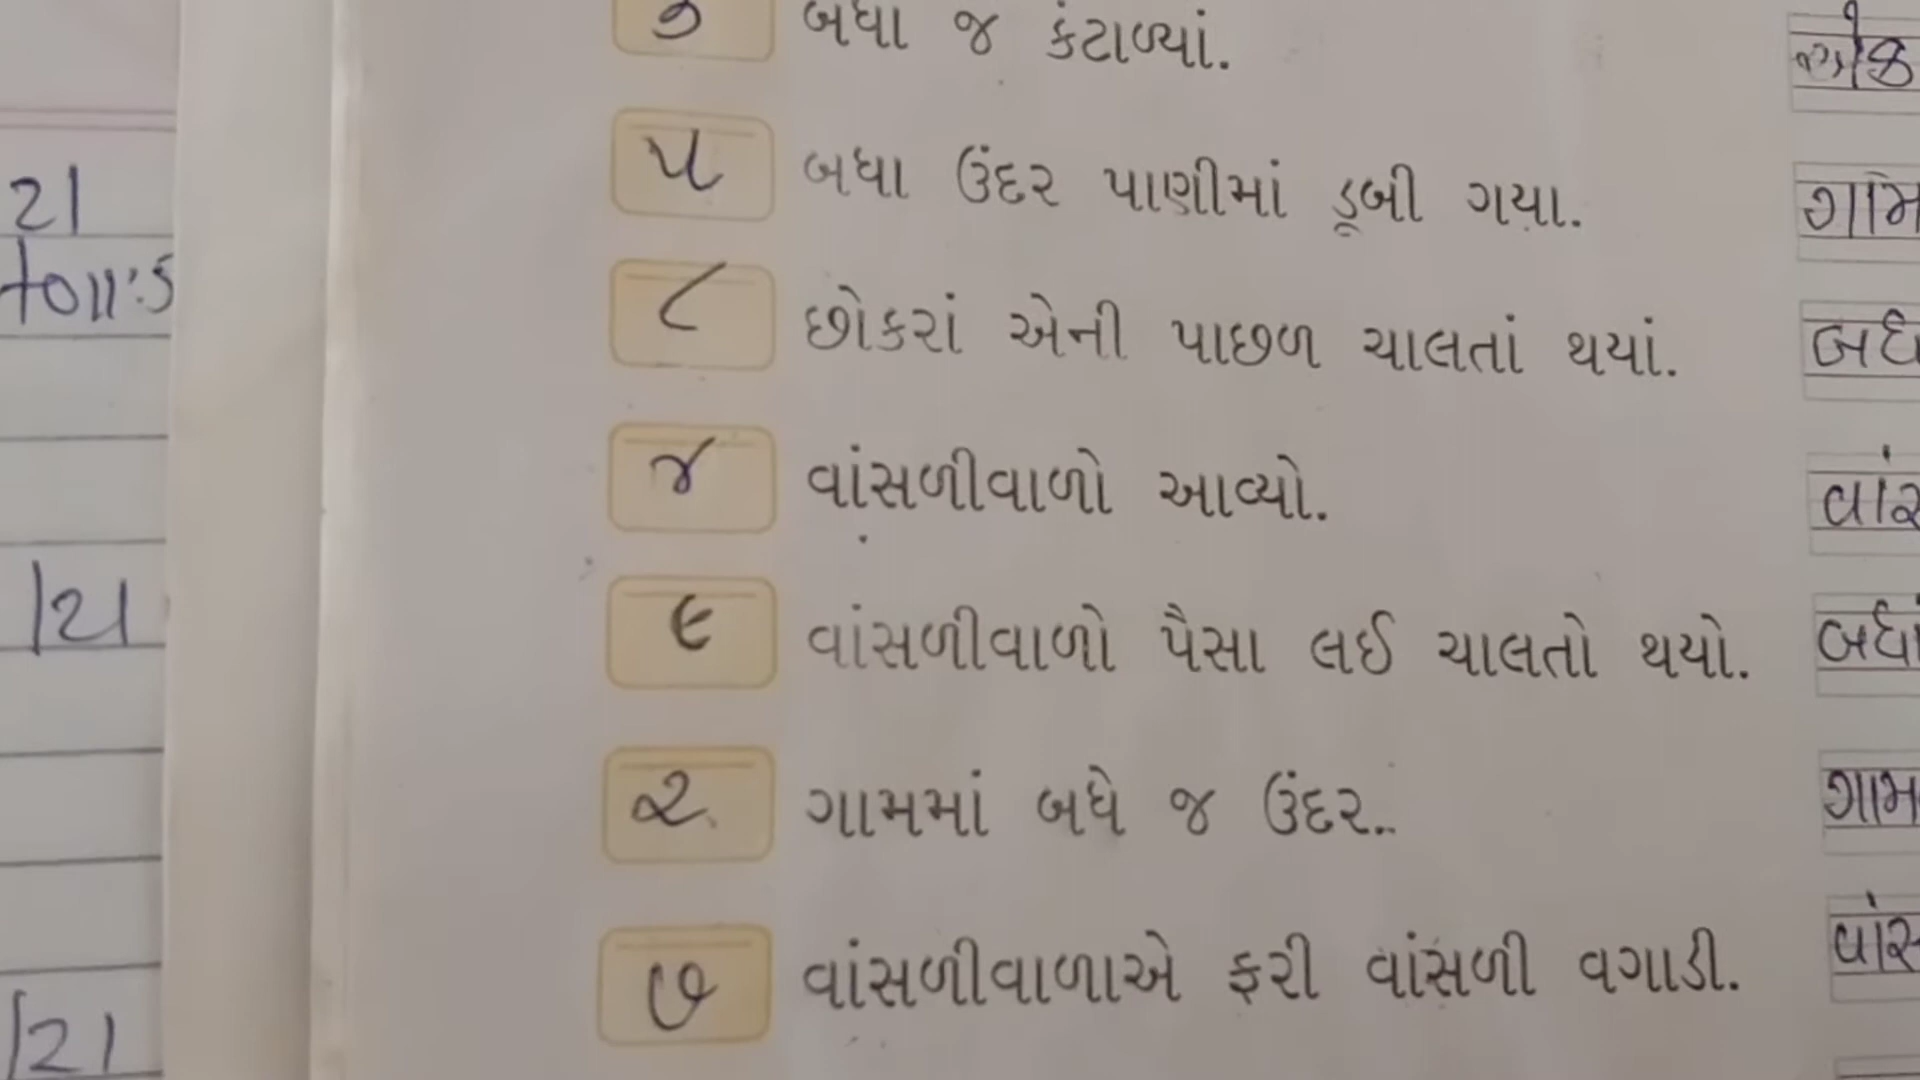 ૩ બધા જ કંટાળ્યાં.
૫ બધા ઉંદર પાણીમાં ડૂબી ગયા.
ગામ
૮ છોકરાં એની પાછળ ચાલતાં થયાં.
૪ વાંસળીવાળો આવ્યો.
૯ વાંસળીવાળો પૈસા લઈ ચાલતો થયો.
૨ ગામમાં બધે જ ઉંદર..
ગામ
૭ વાંસળીવાળાએ ફરી વાંસળી વગાડી.